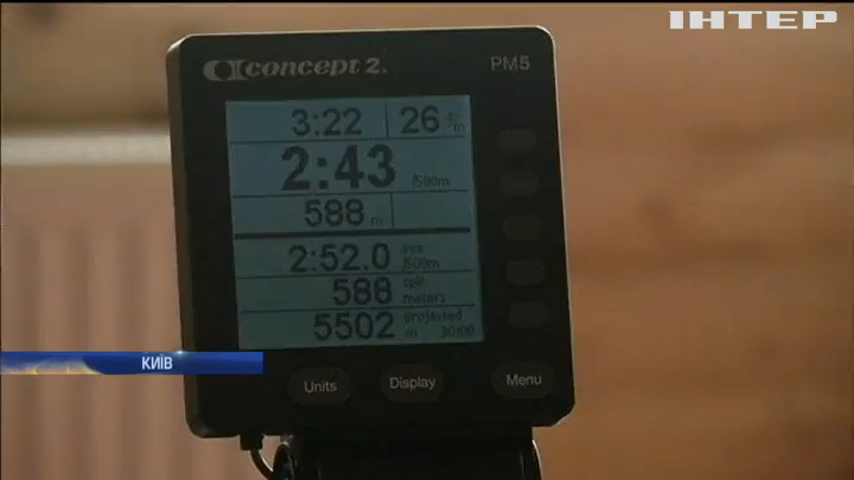 ІНТЕР
concept 2.
PM5
3:22 26 s/m
2:43 /500m
588 m
2:52.0 ave /500m
588 split meters
5502 projected m 30:00
КИЇВ
Units Display Menu